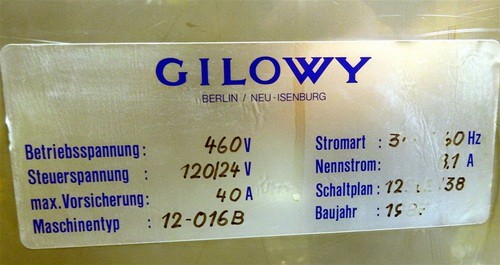 GILOWY
BERLIN / NEU-ISENBURG
Betriebsspannung: 460 V
Steuerspannung: 120/24 V
max. Vorsicherung: 40 A
Maschinentyp: 12-016B
Stromart: Hz
Nennstrom: A
Schaltplan:
Baujahr: